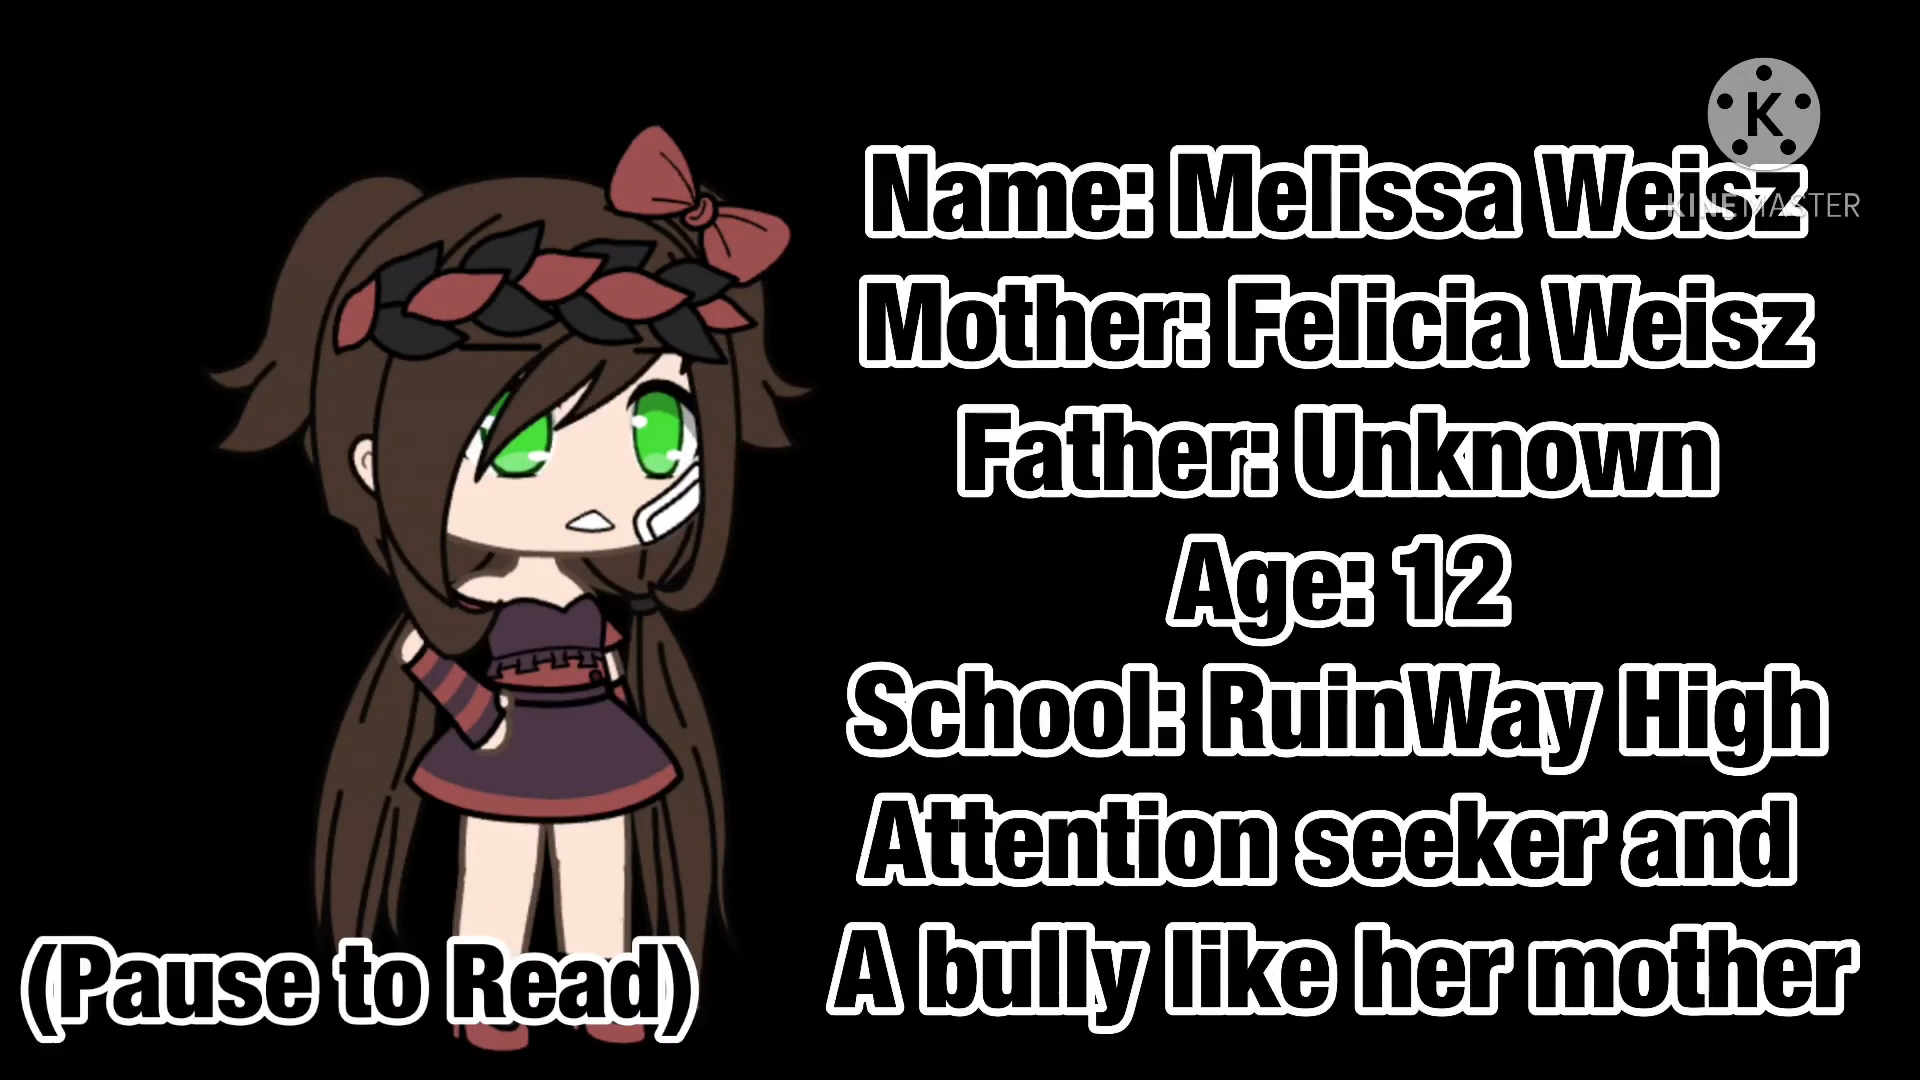 K
KINEMASTER
Name: Melissa Weisz
Mother: Felicia Weisz
Father: Unknown
Age: 12
School: RuinWay High
Attention seeker and
A bully like her mother
(Pause to Read)